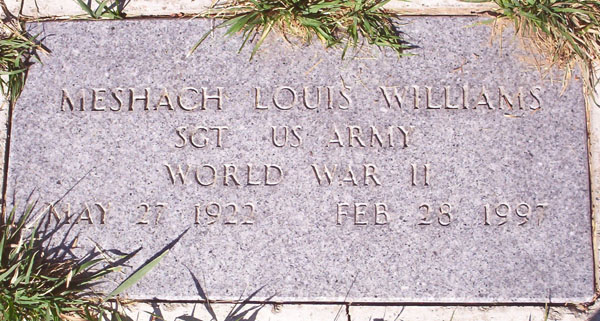 MESHACH LOUIS WILLIAMS
SGT US ARMY
WORLD WAR II
MAY 27 1922 FEB 28 1997